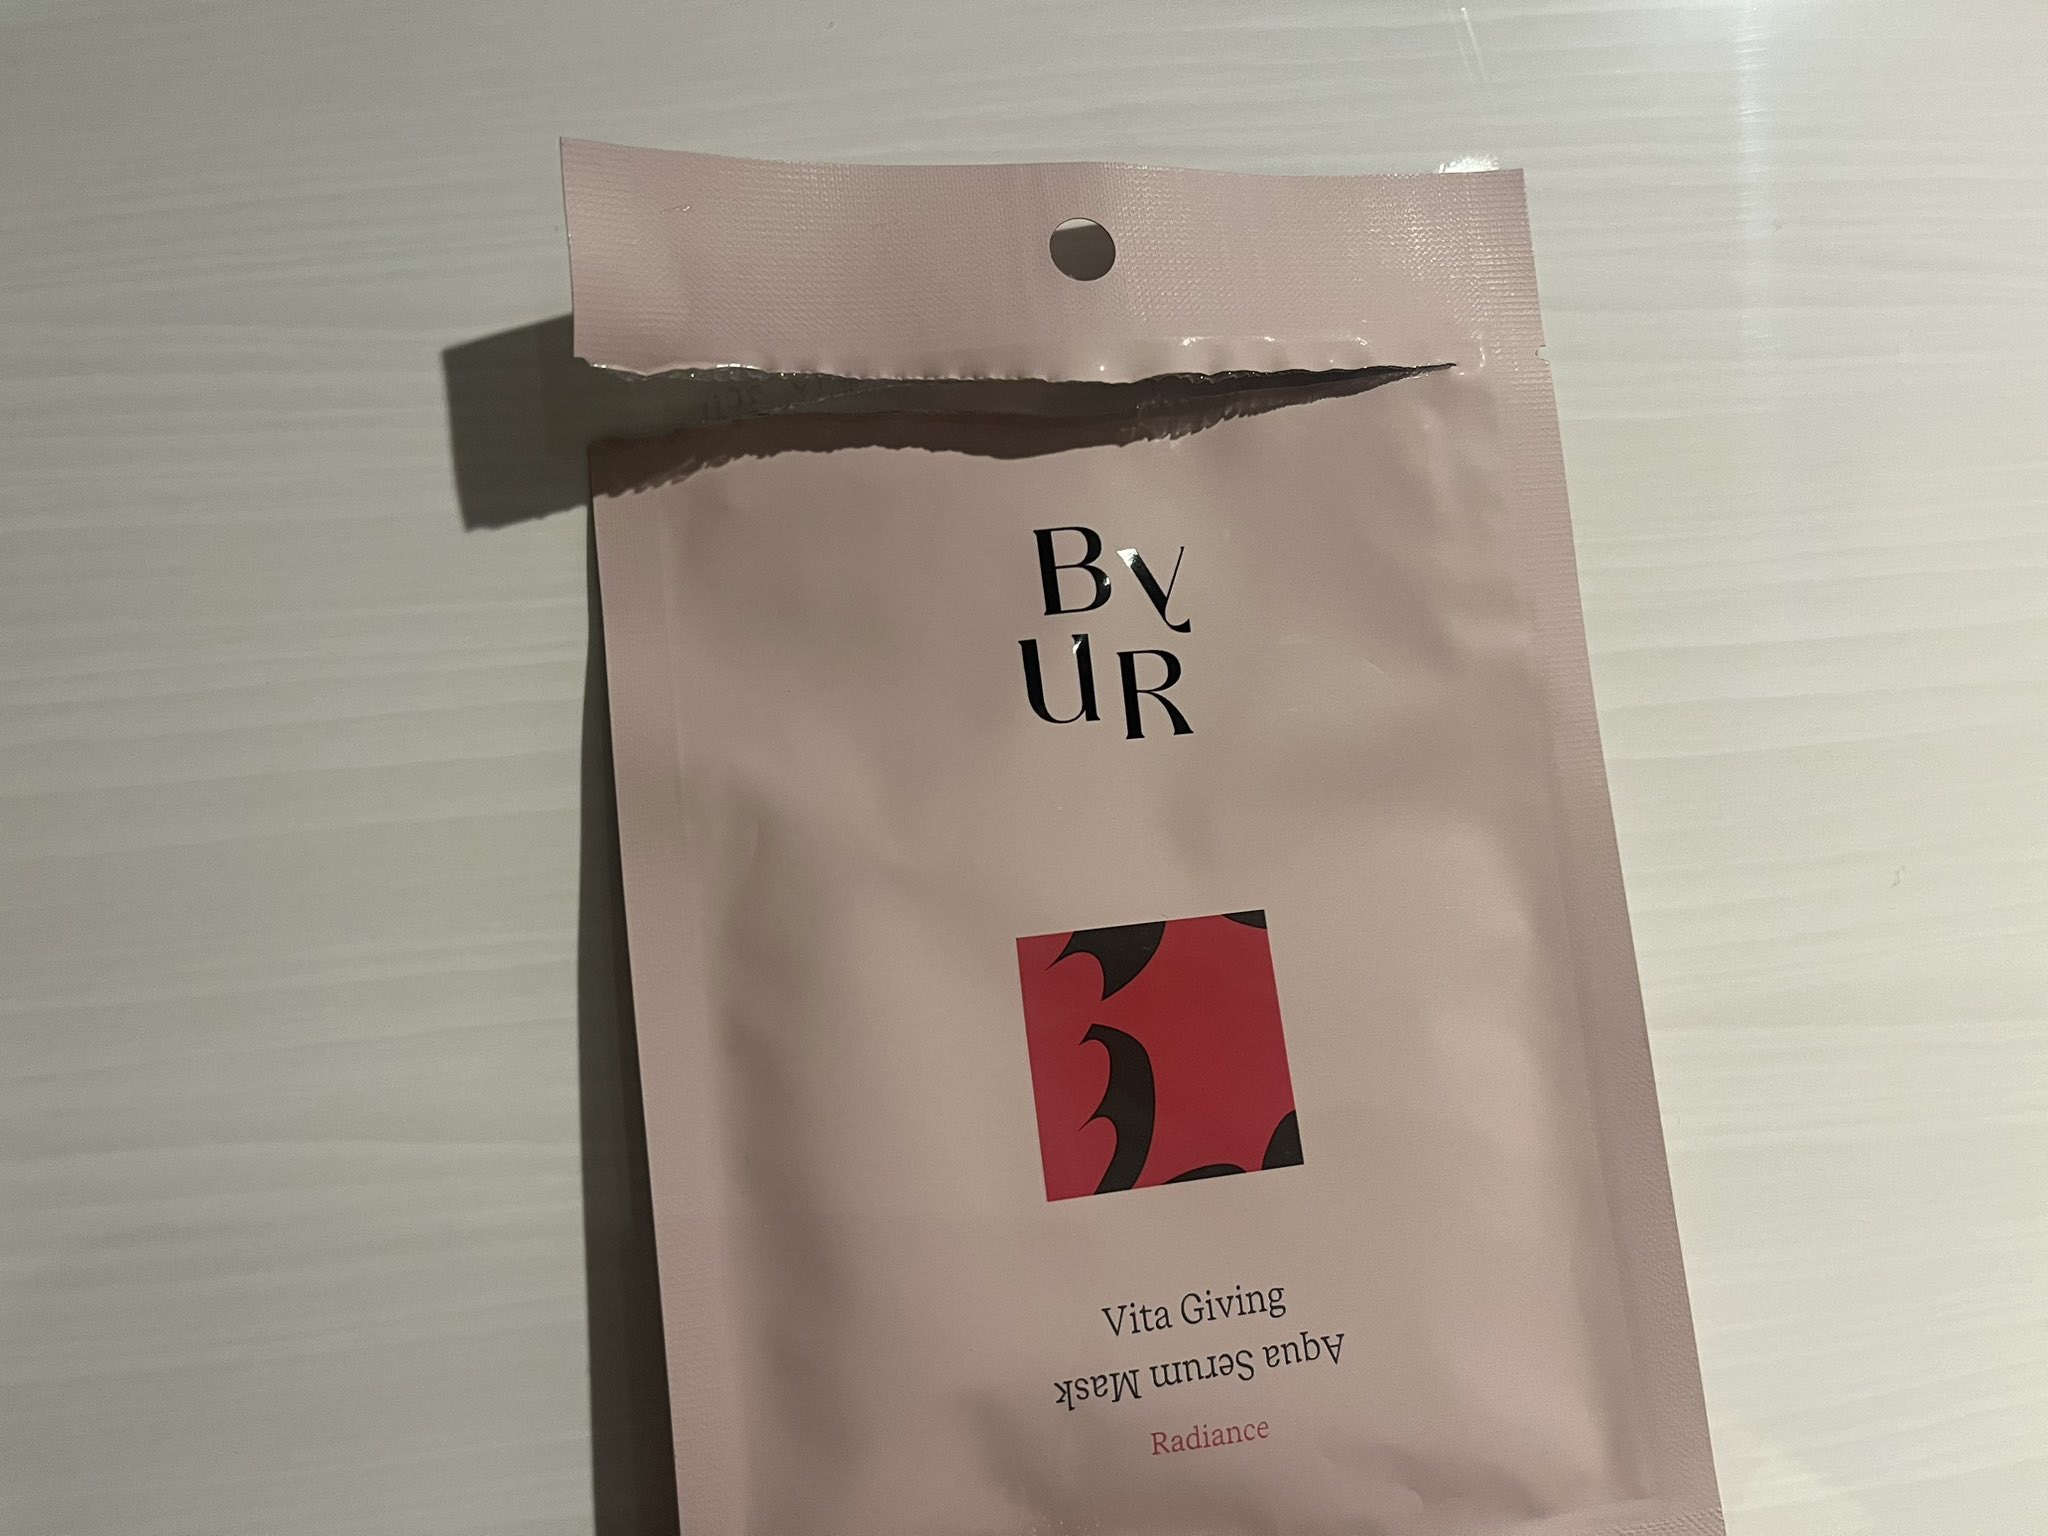 By
UR
Vita Giving
Aqua Serum Mask
Radiance